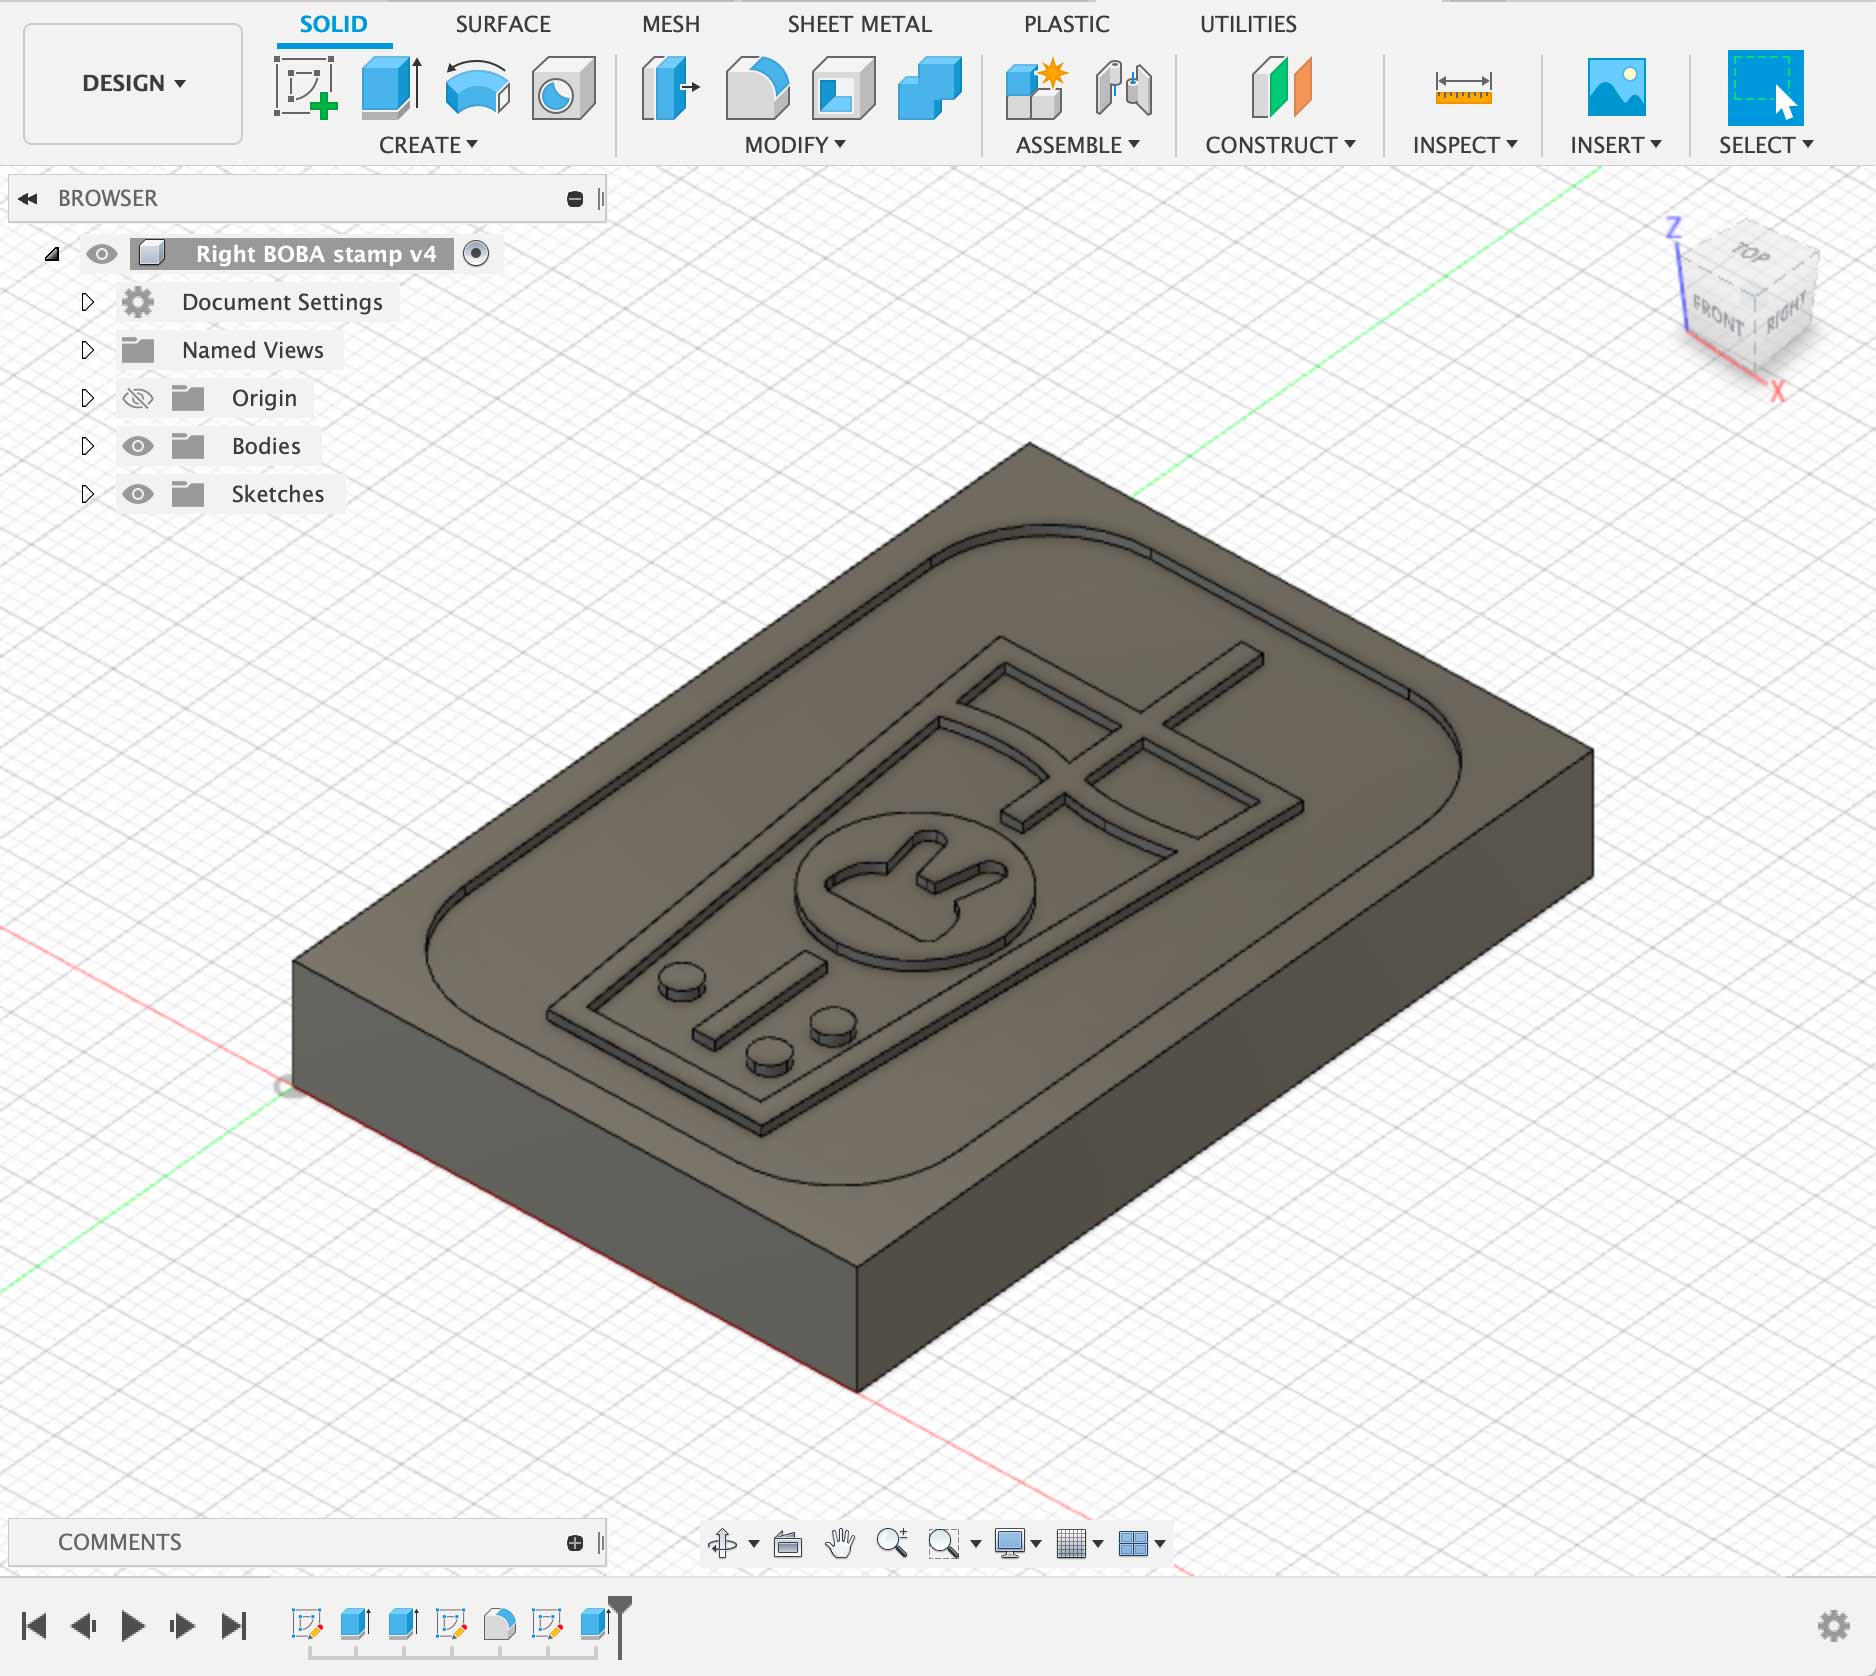 SOLID SURFACE MESH SHEET METAL PLASTIC UTILITIES
DESIGN
CREATE MODIFY ASSEMBLE CONSTRUCT INSPECT INSERT SELECT
BROWSER
Right BOBA stamp v4
Document Settings
Named Views
Origin
Bodies
Sketches
Z
TOP
FRONT
RIGHT
X
COMMENTS